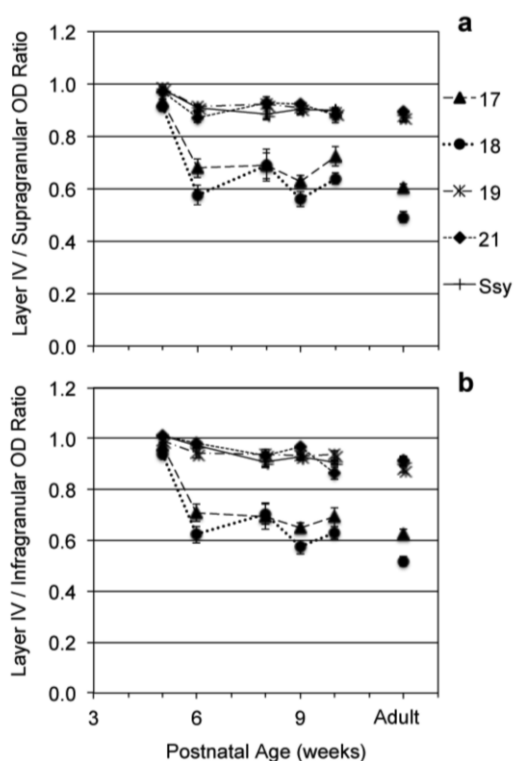 a
Layer IV / Supragranular OD Ratio
1.2
1.0
0.8
0.6
0.4
0.2
0.0
17
18
19
21
Ssy
b
Layer IV / Infragranular OD Ratio
1.2
1.0
0.8
0.6
0.4
0.2
0.0
3 6 9 Adult
Postnatal Age (weeks)